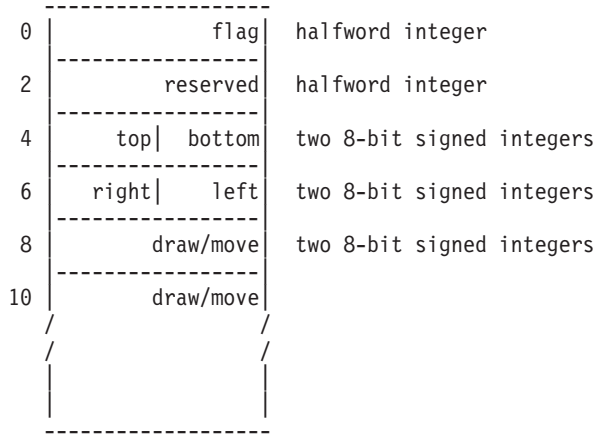 0 flag halfword integer
2 reserved halfword integer
4 top| bottom two 8-bit signed integers
6 right| left two 8-bit signed integers
8 draw/move two 8-bit signed integers
10 draw/move